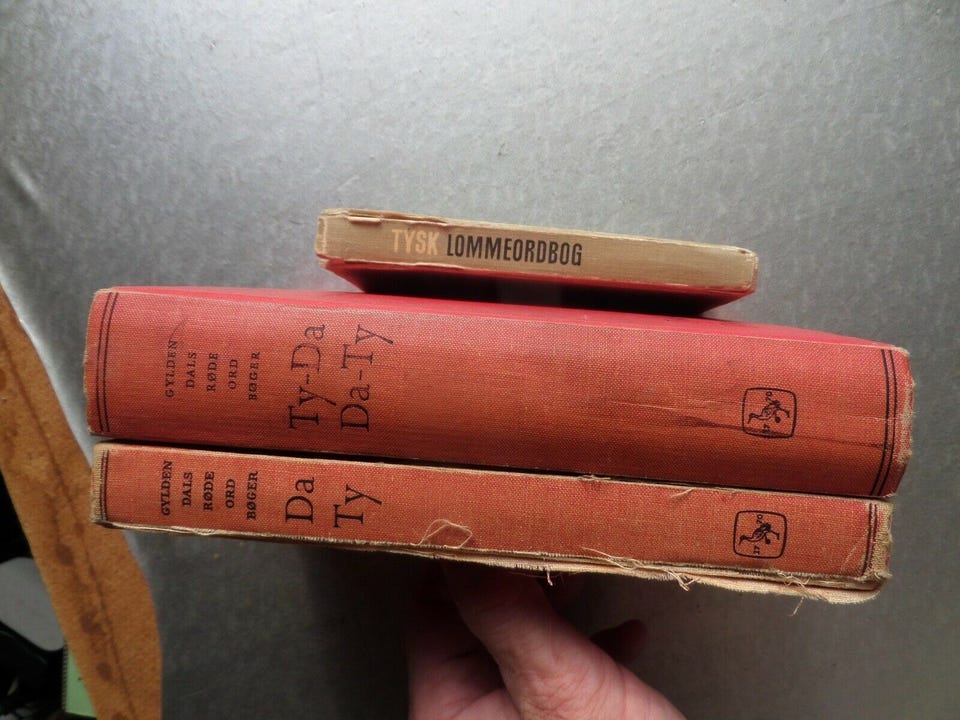 TYSK LOMMEORDBOG
GYLDEN
DALS
RØDE
ORD
BØGER
Ty-Da
Da-Ty
GYLDEN
DALS
RØDE
ORD
BØGER
Da
Ty